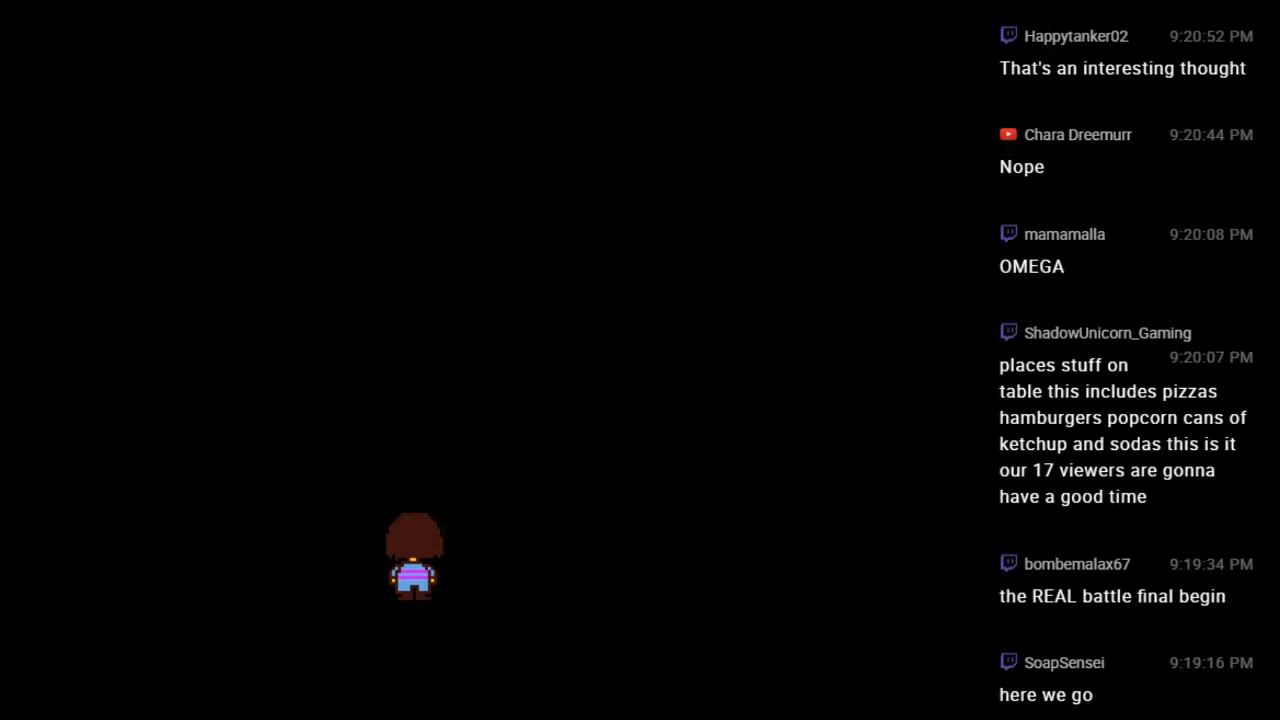 Happytanker02 9:20:52 PM
That's an interesting thought
Chara Dreemurr 9:20:44 PM
Nope
mamamalla 9:20:08 PM
OMEGA
ShadowUnicorn_Gaming
9:20:07 PM
places stuff on
table this includes pizzas
hamburgers popcorn cans of
ketchup and sodas this is it
our 17 viewers are gonna
have a good time
bombemalax67 9:19:34 PM
the REAL battle final begin
SoapSensei 9:19:16 PM
here we go